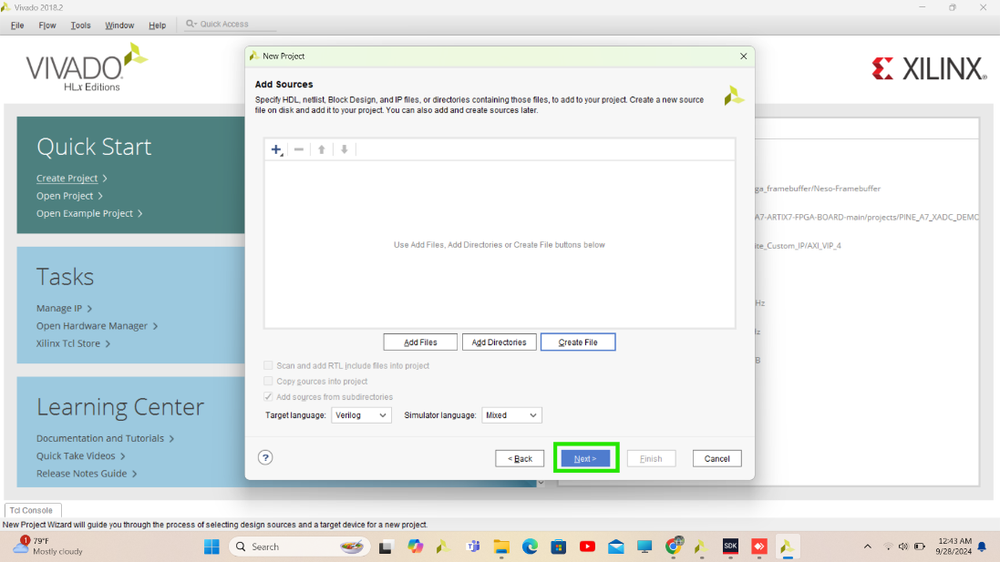 Vivado 2018.2
File Flow Tools Window Help Quick Access
VIVADO.
HLx Editions
XILINX®
Quick Start
Create Project >
Open Project >
Open Example Project >
Tasks
Manage IP >
Open Hardware Manager >
Xilinx Tcl Store >
Learning Center
Documentation and Tutorials >
Quick Take Videos >
Release Notes Guide >
New Project
Add Sources
Specify HDL, netlist, Block Design, and IP files, or directories containing those files, to add to your project. Create a new source
file on disk and add it to your project. You can also add and create sources later.
Use Add Files, Add Directories or Create File buttons below
Add Files Add Directories Create File
Scan and add RTL include files into project
Copy sources into project
Add sources from subdirectories
Target language: Verilog Simulator language: Mixed
? < Back Next > Finish Cancel
ga_framebuffer/Neso-Framebuffer
A7-ARTIX7-FPGA-BOARD-main/projects/PINE_A7_XADC_DEMO
ite_Custom_IP/AXI_VIP_4
Hz
lz
B
Tcl Console
New Project Wizard will guide you through the process of selecting design sources and a target device for a new project.
1
79°F
Mostly cloudy
Search
SDK
12:43 AM
9/28/2024